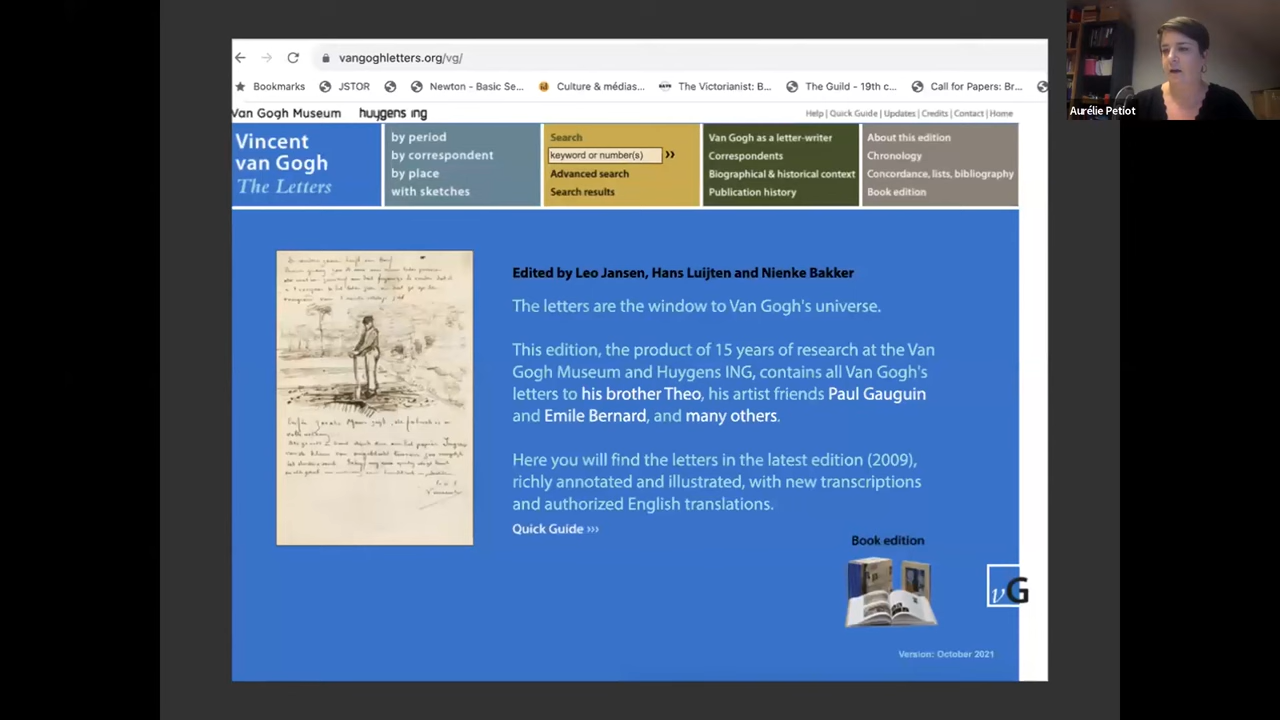 vangoghletters.org/vg/
Bookmarks
JSTOR
Newton - Basic Se...
Culture & médias...
The Victorianist: B...
The Guild - 19th c...
Call for Papers: Br...
Aurélie Petiot
Van Gogh Museum
huygens ing
Help | Quick Guide | Updates | Credits | Contact | Home
Vincent
van Gogh
The Letters
by period
by correspondent
by place
with sketches
Search
keyword or number(s) »
Advanced search
Search results
Van Gogh as a letter-writer
Correspondents
Biographical & historical context
Publication history
About this edition
Chronology
Concordance, lists, bibliography
Book edition
Edited by Leo Jansen, Hans Luijten and Nienke Bakker
The letters are the window to Van Gogh's universe.
This edition, the product of 15 years of research at the Van
Gogh Museum and Huygens ING, contains all Van Gogh's
letters to his brother Theo, his artist friends Paul Gauguin
and Emile Bernard, and many others.
Here you will find the letters in the latest edition (2009),
richly annotated and illustrated, with new transcriptions
and authorized English translations.
Quick Guide ›››
Book edition
vG
Version: October 2021